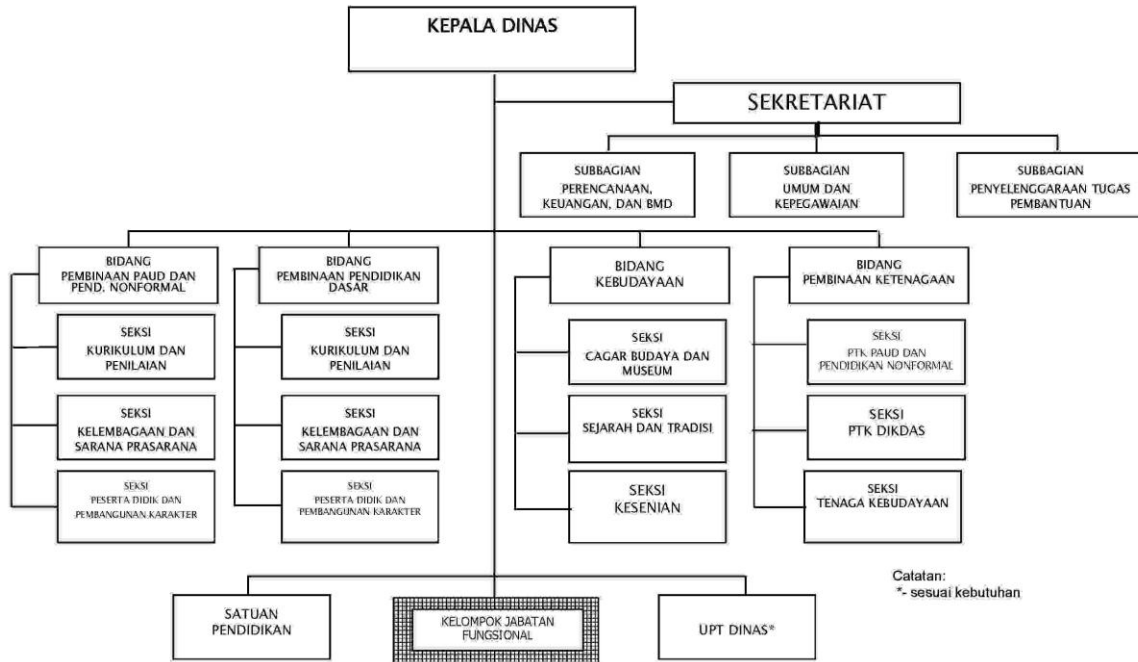 KEPALA DINAS
SEKRETARIAT
SUBBAGIAN
PERENCANAAN,
KEUANGAN, DAN BMD
SUBBAGIAN
UMUM DAN
KEPEGAWAIAN
SUBBAGIAN
PENYELENGGARAAN TUGAS
PEMBANTUAN
BIDANG
PEMBINAAN PAUD DAN
PEND. NONFORMAL
SEKSI
KURIKULUM DAN
PENILAIAN
SEKSI
KELEMBAGAAN DAN
SARANA PRASARANA
SEKSI
PESERTA DIDIK DAN
PEMBANGUNAN KARAKTER
BIDANG
PEMBINAAN PENDIDIKAN
DASAR
SEKSI
KURIKULUM DAN
PENILAIAN
SEKSI
KELEMBAGAAN DAN
SARANA PRASARANA
SEKSI
PESERTA DIDIK DAN
PEMBANGUNAN KARAKTER
BIDANG
KEBUDAYAAN
SEKSI
CAGAR BUDAYA DAN
MUSEUM
SEKSI
SEJARAH DAN TRADISI
SEKSI
KESENIAN
BIDANG
PEMBINAAN KETENAGAAN
SEKSI
PTK PAUD DAN
PENDIDIKAN NONFORMAL
SEKSI
PTK DIKDAS
SEKSI
TENAGA KEBUDAYAAN
SATUAN
PENDIDIKAN
KELOMPOK JABATAN
FUNGSIONAL
UPT DINAS*
Catatan:
*- sesuai kebutuhan